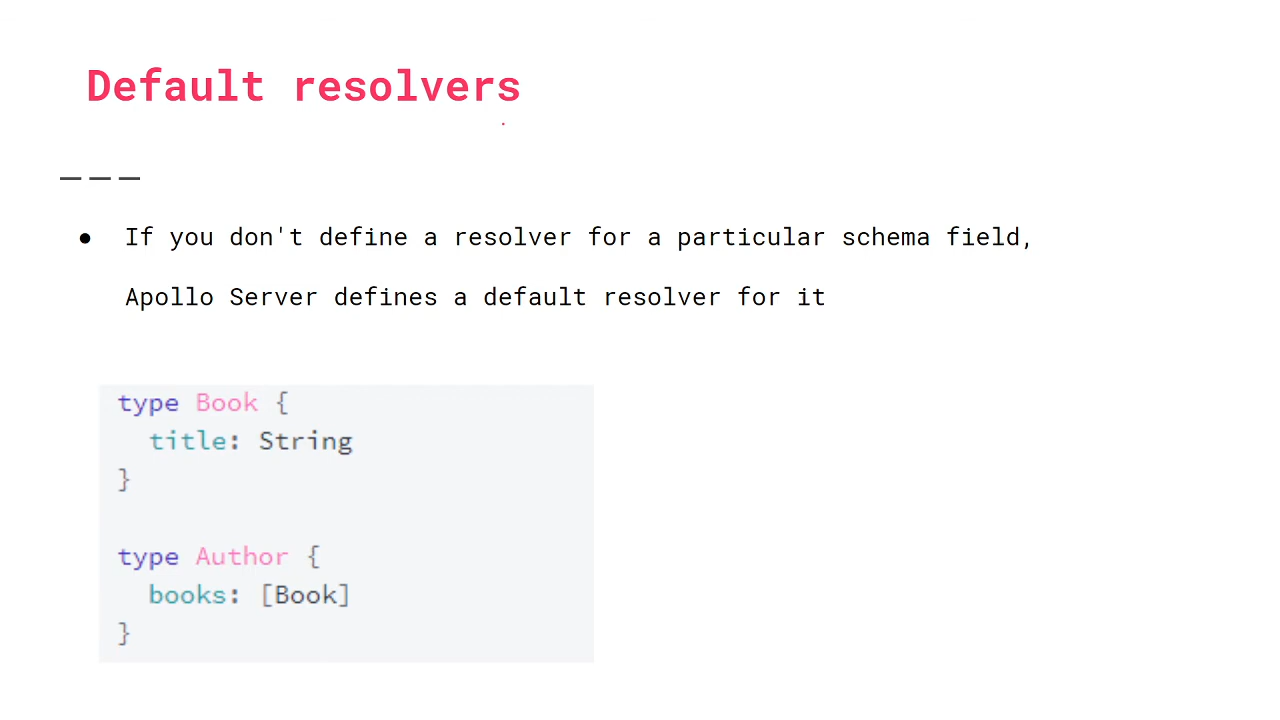 Default resolvers
● If you don't define a resolver for a particular schema field,
Apollo Server defines a default resolver for it
type Book {
  title: String
}
type Author {
  books: [Book]
}